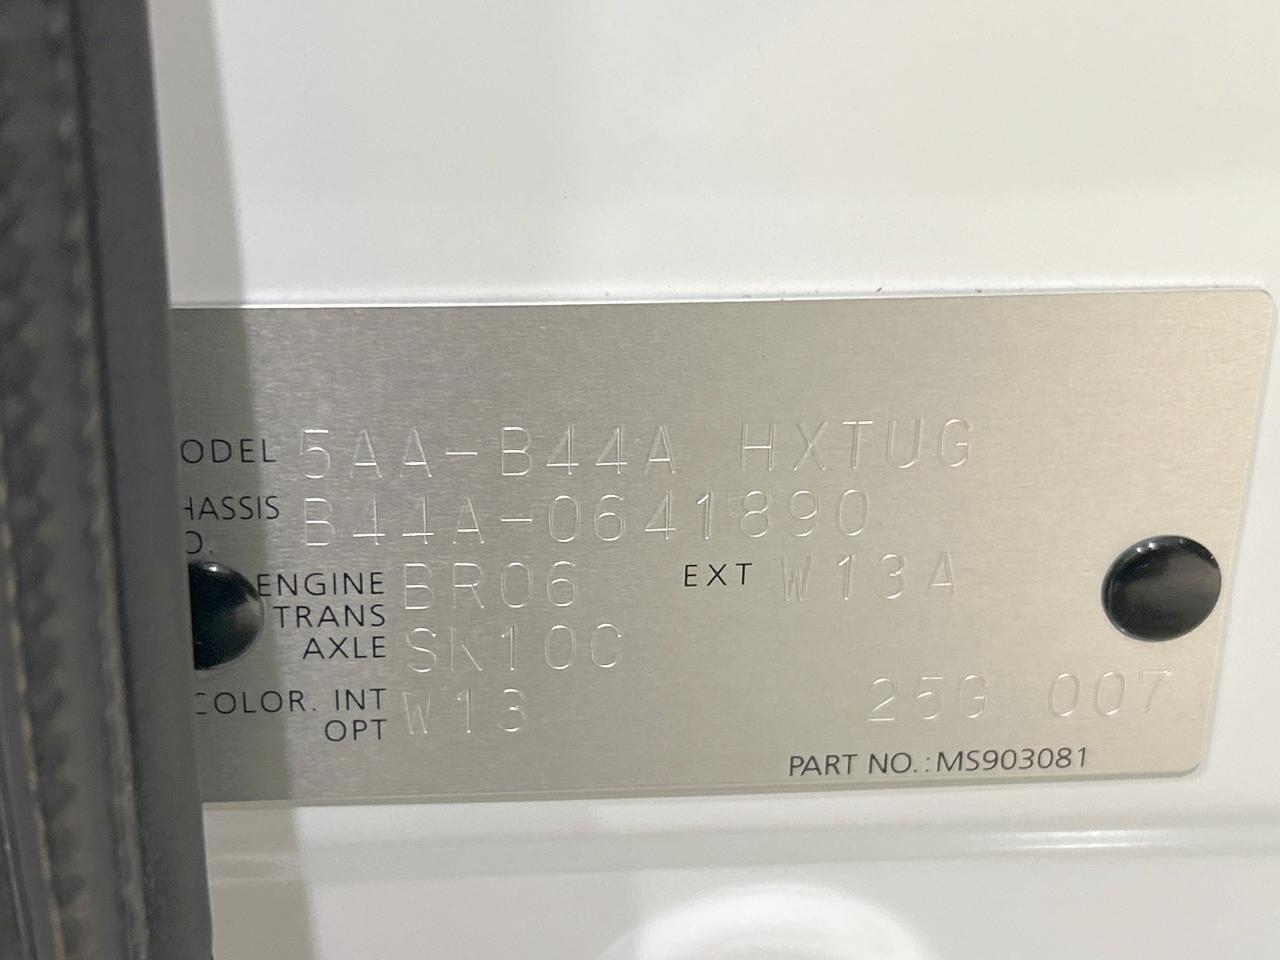 ODEL 5AA-B44A HXTUG
HASSIS B44A-0641890
O.
ENGINE BR06 EXT W13A
TRANS
AXLE SK10C
COLOR. INT W13 25G 007
OPT
PART NO.:MS903081